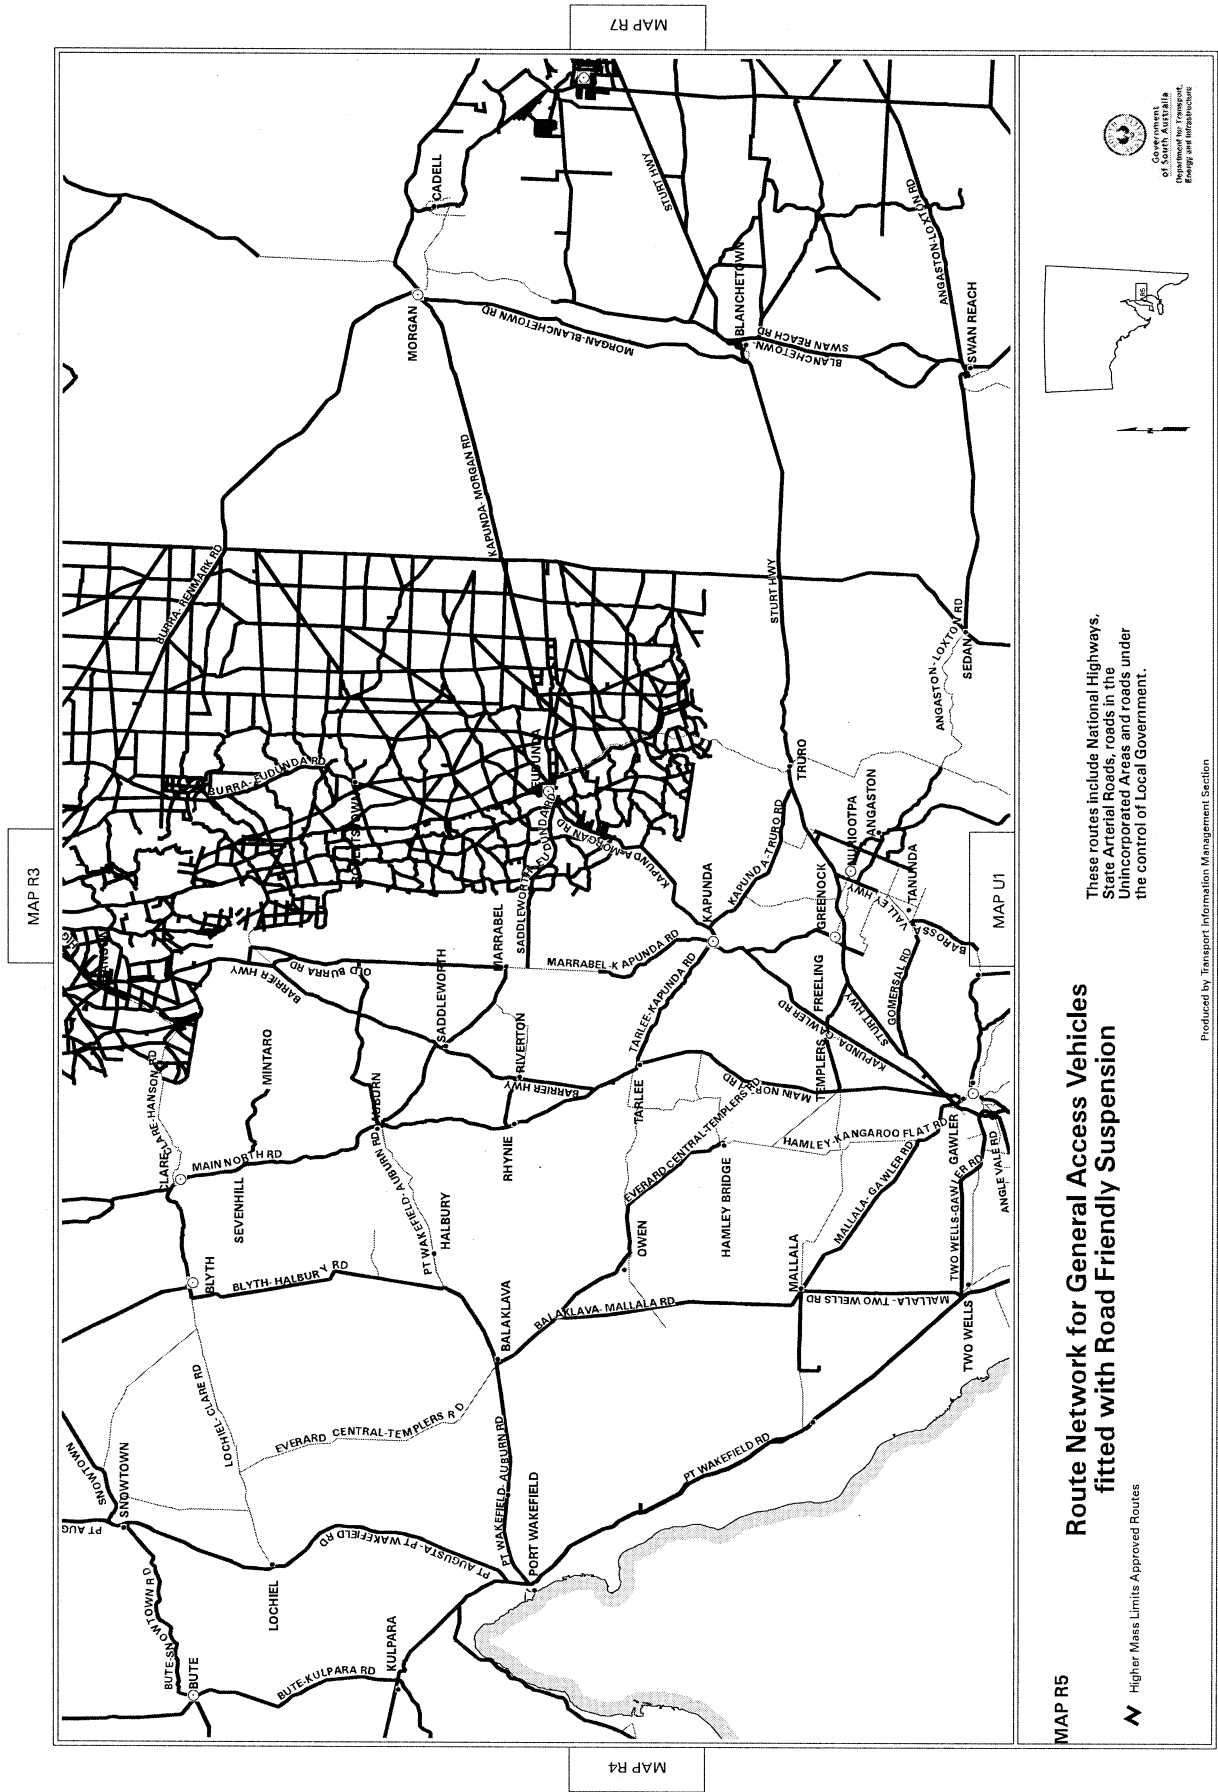 MAP R7
MAP R3
MAP R4
MAP U1
CADELL
MORGAN
STURT HWY
MORGAN-BLANCHETOWN RD
BLANCHETOWN
BLANCHETOWN-
SWAN REACH RD
ANGASTON-LOXTON RD
SWAN REACH
KAPUNDA-MORGAN RD
BURRA-RENMARK RD
STURT HWY
ANGASTON-LOXTON RD
SEDAN
BURRA-EUDUNDA RD
EUDUNDA
TRURO
KAPUNDA-MORGAN RD
KAPUNDA-TRURO RD
NURIOOTPA
ANGASTON
KAPUNDA
GREENOCK
TANUNDA
VALLEY HWY
BAROSSA
MARRABEL
SADDLEWORTH
EUDUNDA RD
MARRABEL-KAPUNDA RD
OLD BURRA RD
BARRIER HWY
SADDLEWORTH
TARLEE-KAPUNDA RD
FREELING
GOMERSAL RD
STURT HWY
KAPUNDA-GAWLER RD
TEMPLERS
MINTARO
RIVERTON
BARRIER HWY
TARLEE
MAIN NORTH RD
CLARE-HANSON RD
CLARE
AUBURN
MAIN NORTH RD
SEVENHILL
RHYNIE
PT WAKEFIELD-AUBURN RD
HALBURY
EVERARD CENTRAL-TEMPLERS RD
HAMLEY BRIDGE
HAMLEY-KANGAROO FLAT RD
GAWLER
ANGLE VALE RD
MALLALA-GAWLER RD
TWO WELLS-GAWLER RD
OWEN
BLYTH
BLYTH-HALBURY RD
BALAKLAVA
BALAKLAVA-MALLALA RD
MALLALA
MALLALA-TWO WELLS RD
TWO WELLS
LOCHIEL-CLARE RD
EVERARD CENTRAL-TEMPLERS RD
SNOWTOWN
SNOWTOWN
PT AUG
PT WAKEFIELD-AUBURN RD
PT WAKEFIELD RD
PORT WAKEFIELD
PT AUGUSTA-PT WAKEFIELD RD
LOCHIEL
BUTE-SNOWTOWN RD
BUTE
BUTE-KULPARA RD
KULPARA
MAP R5
Route Network for General Access Vehicles
fitted with Road Friendly Suspension
Higher Mass Limits Approved Routes
These routes include National Highways,
State Arterial Roads, roads in the
Unincorporated Areas and roads under
the control of Local Government.
N
R5
Government
of South Australia
Department for Transport,
Energy and Infrastructure
Produced by Transport Information Management Section